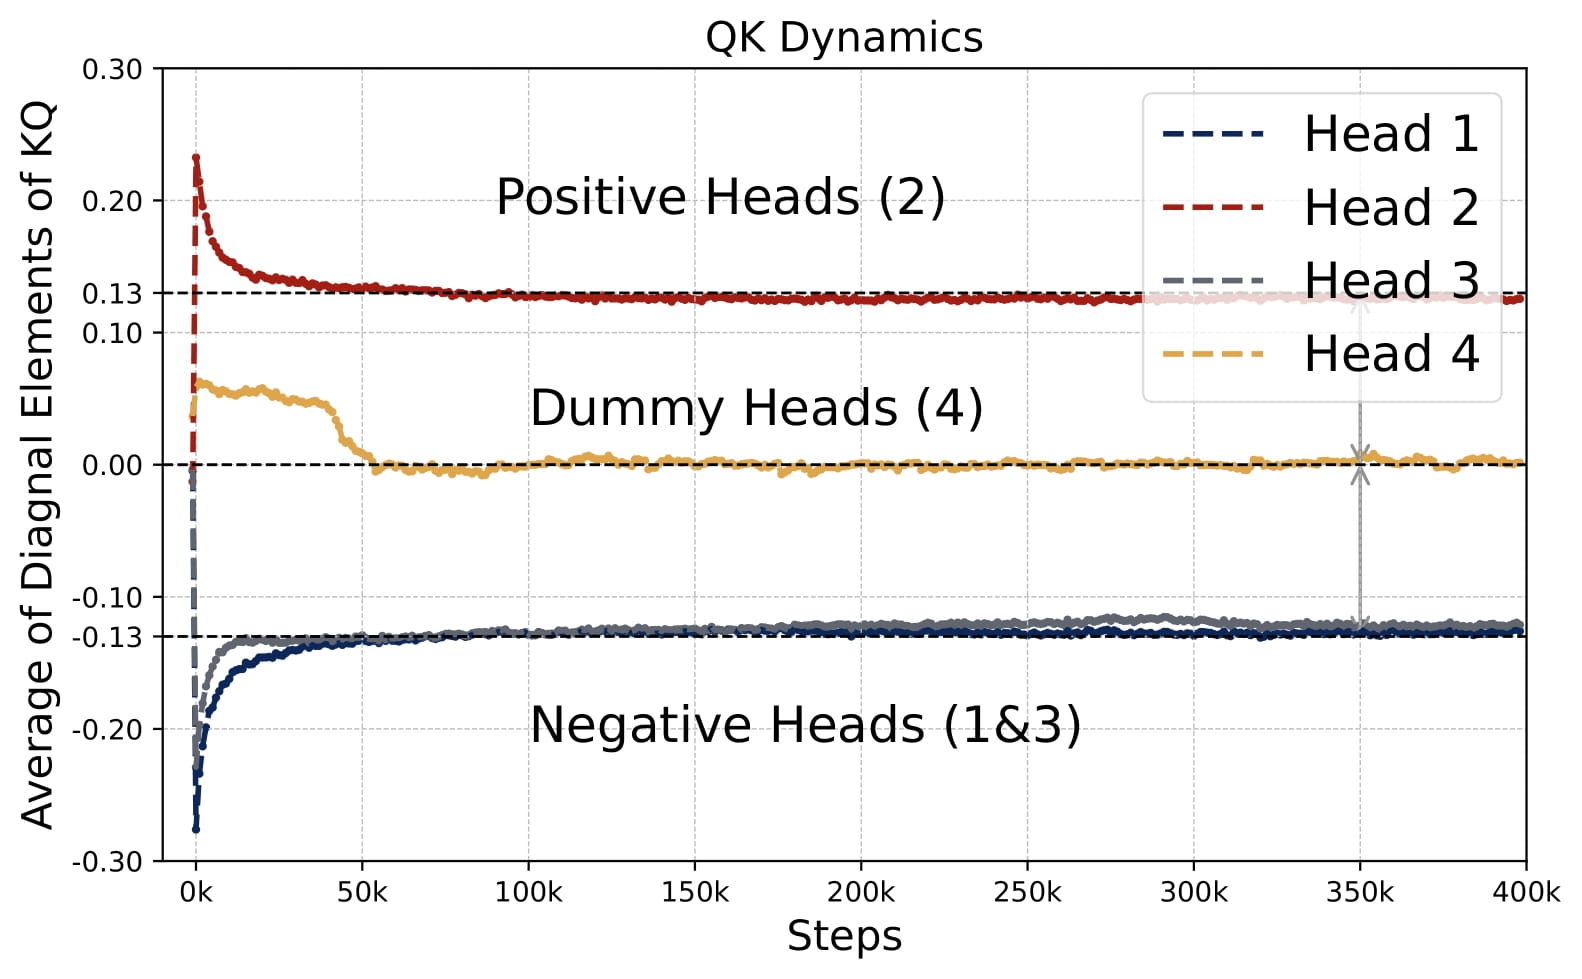 QK Dynamics
Average of Diagnal Elements of KQ
0.30
0.20
0.13
0.10
0.00
-0.10
-0.13
-0.20
-0.30
Positive Heads (2)
Dummy Heads (4)
Negative Heads (1&3)
Head 1
Head 2
Head 3
Head 4
0k 50k 100k 150k 200k 250k 300k 350k 400k
Steps